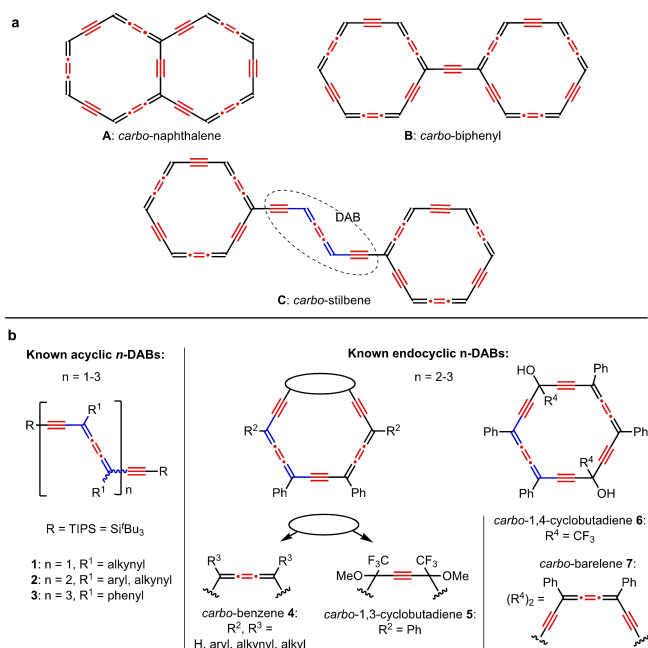 a
A: carbo-naphthalene
B: carbo-biphenyl
DAB
C: carbo-stilbene
b
Known acyclic n-DABs:
n = 1-3
R
R¹
R¹
n
R
R = TIPS = SiᵗBu₃
1: n = 1, R¹ = alkynyl
2: n = 2, R¹ = aryl, alkynyl
3: n = 3, R¹ = phenyl
Known endocyclic n-DABs:
n = 2-3
R²
R²
Ph
Ph
R³
R³
carbo-benzene 4:
R², R³ =
H, aryl, alkynyl, alkyl
F₃C
CF₃
MeO
OMe
carbo-1,3-cyclobutadiene 5:
R² = Ph
HO
R⁴
Ph
Ph
Ph
R⁴
Ph
OH
carbo-1,4-cyclobutadiene 6:
R⁴ = CF₃
carbo-barelene 7:
Ph
Ph
(R⁴)₂ =